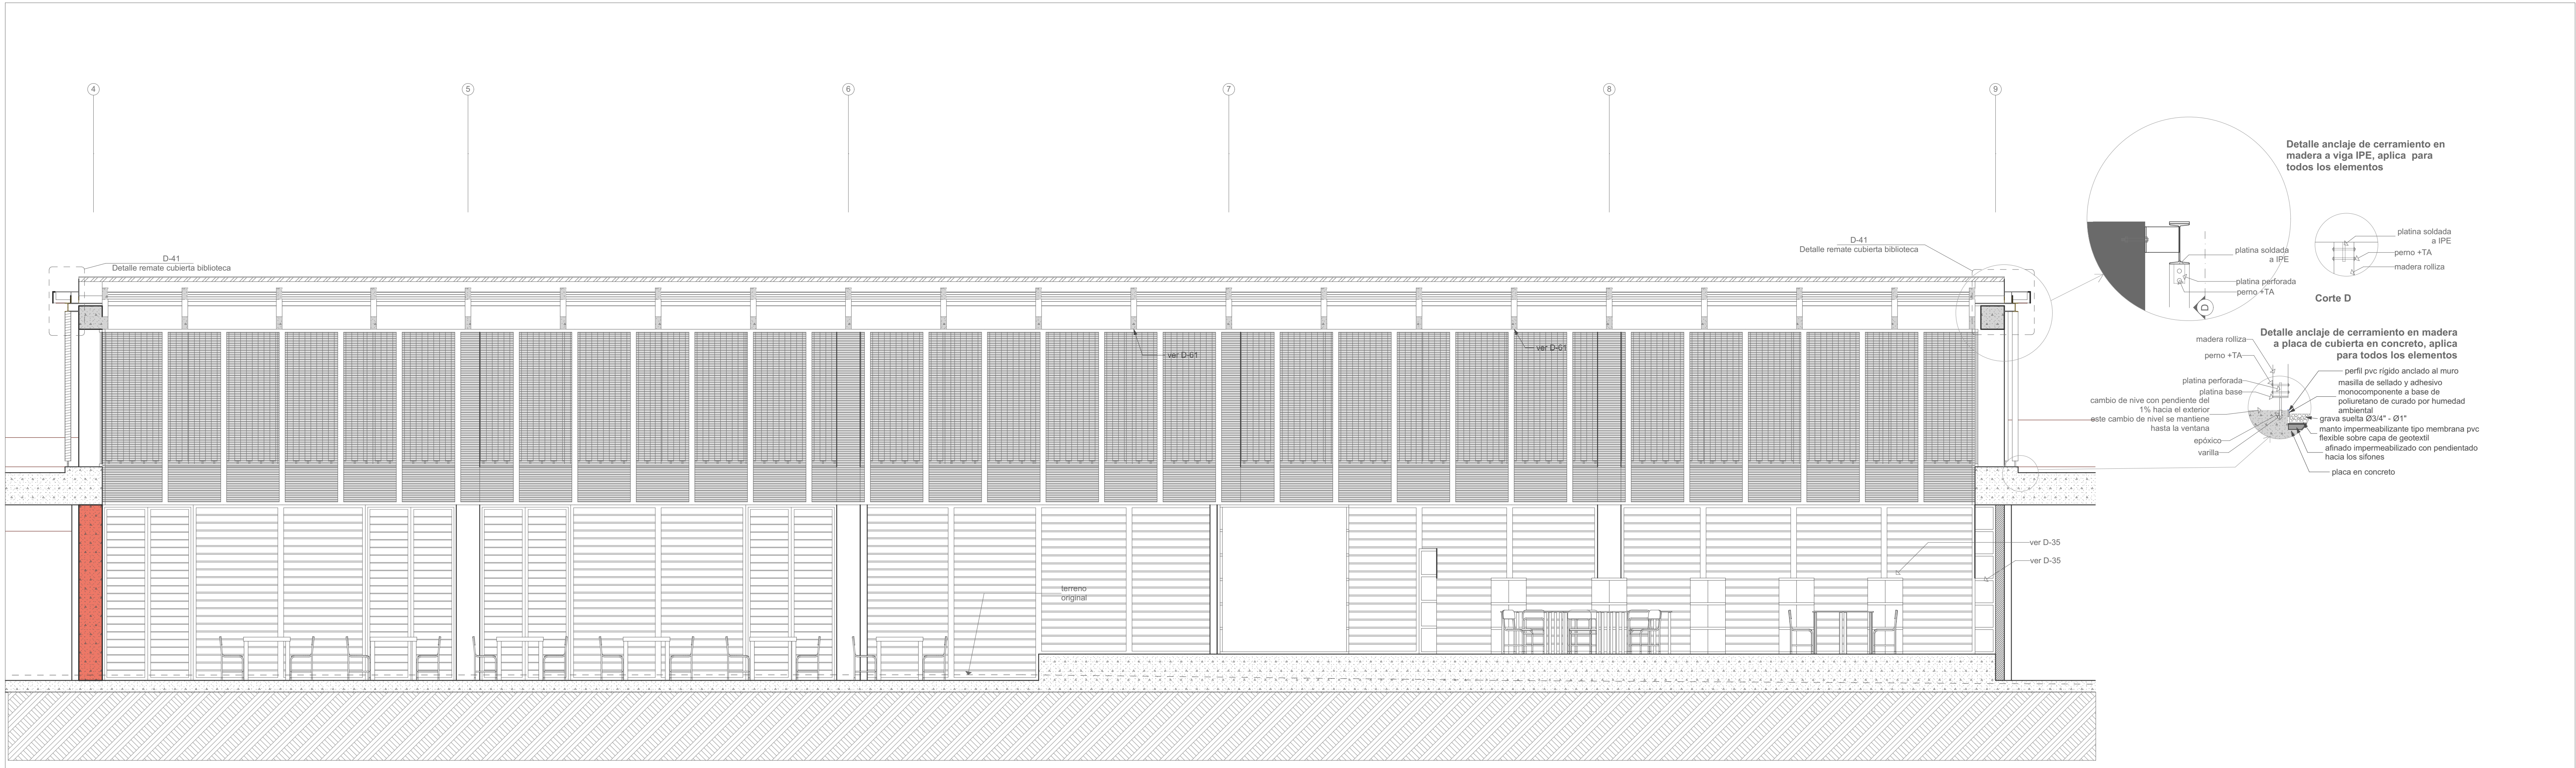 4
5
6
7
8
9
D-41
Detalle remate cubierta biblioteca
D-41
Detalle remate cubierta biblioteca
ver D-61
ver D-61
terreno
original
ver D-35
ver D-35
Detalle anclaje de cerramiento en
madera a viga IPE, aplica para
todos los elementos
platina soldada
a IPE
platina perforada
perno +TA
D
platina soldada
a IPE
perno +TA
madera rolliza
Corte D
Detalle anclaje de cerramiento en madera
a placa de cubierta en concreto, aplica
para todos los elementos
madera rolliza
perno +TA
platina perforada
platina base
cambio de nive con pendiente del
1% hacia el exterior
este cambio de nivel se mantiene
hasta la ventana
epóxico
varilla
perfil pvc rígido anclado al muro
masilla de sellado y adhesivo
monocomponente a base de
poliuretano de curado por humedad
ambiental
grava suelta Ø3/4" - Ø1"
manto impermeabilizante tipo membrana pvc
flexible sobre capa de geotextil
afinado impermeabilizado con pendientado
hacia los sifones
placa en concreto